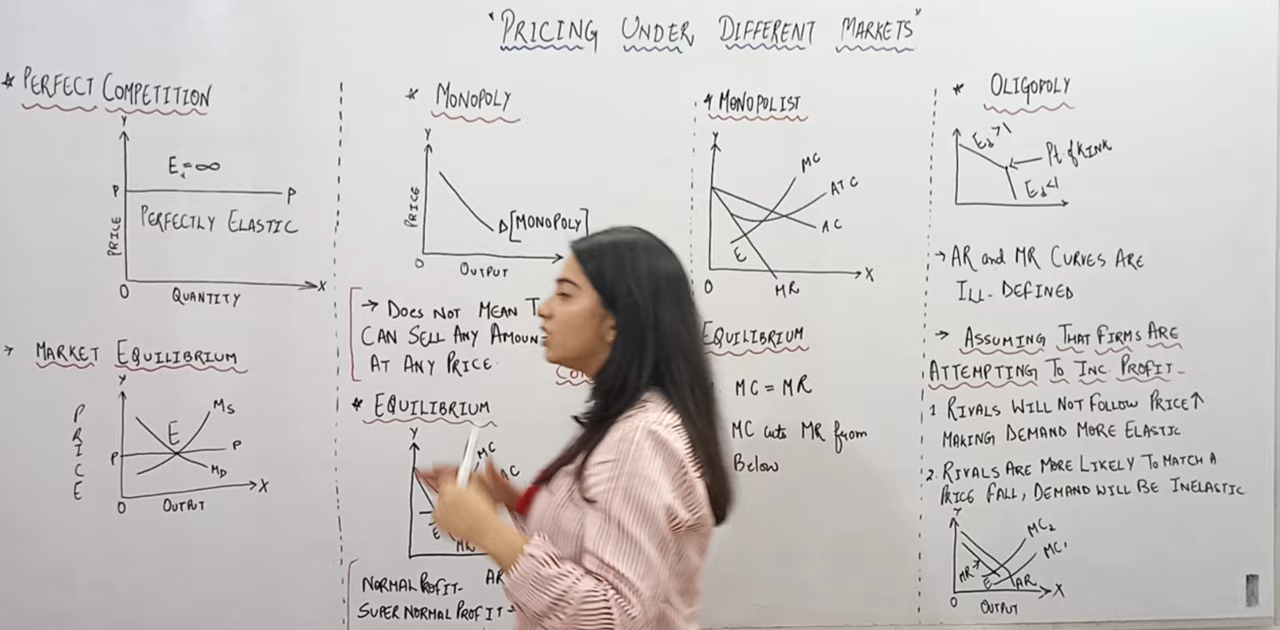 "PRICING UNDER DIFFERENT MARKETS"
* PERFECT COMPETITION
Y
Ed=∞
P
P
PERFECTLY ELASTIC
PRICE
O
QUANTITY
X
→ MARKET EQUILIBRIUM
Y
PRICE
MS
E
P
P
MD
O
OUTPUT
X
* MONOPOLY
Y
PRICE
D[MONOPOLY]
O
OUTPUT
→ DOES NOT MEAN
CAN SELL ANY
AT ANY PRICE.
* EQUILIBRIUM
Y
MC
AC
E
MR
AR
NORMAL PROFIT-
SUPER NORMAL PROFIT-
* MONOPOLIST
Y
MC
ATC
AC
E
O
MR
X
EQUILIBRIUM
MC = MR
MC cuts MR from
Below
* OLIGOPOLY
Ed>1
Pt of KINK
Ed<1
→ AR and MR CURVES ARE
ILL-DEFINED
→ ASSUMING THAT FIRMS ARE
ATTEMPTING TO INC PROFIT-
1. RIVALS WILL NOT FOLLOW PRICE↑
MAKING DEMAND MORE ELASTIC
2. RIVALS ARE MORE LIKELY TO MATCH A
PRICE FALL, DEMAND WILL BE INELASTIC
Y
MC2
MC1
MR
E
AR
X
O
OUTPUT